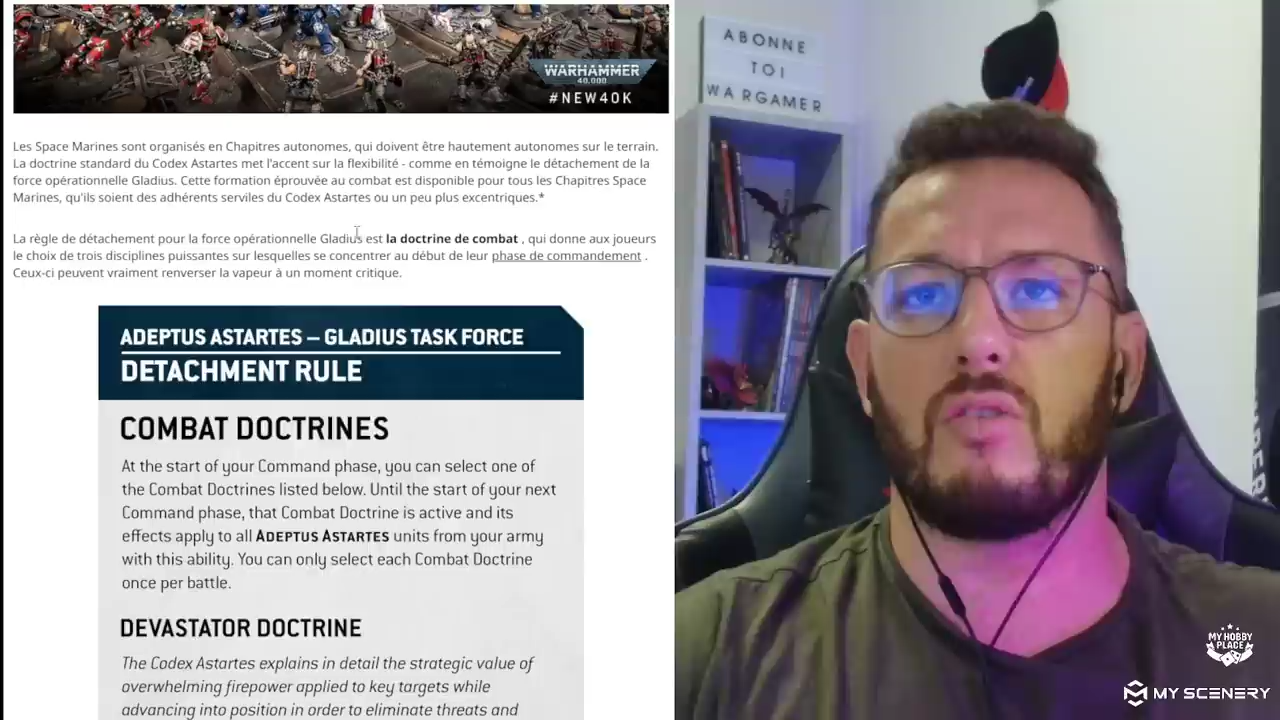 WARHAMMER
40,000
#NEW40K
Les Space Marines sont organisés en Chapitres autonomes, qui doivent être hautement autonomes sur le terrain.
La doctrine standard du Codex Astartes met l'accent sur la flexibilité - comme en témoigne le détachement de la
force opérationnelle Gladius. Cette formation éprouvée au combat est disponible pour tous les Chapitres Space
Marines, qu'ils soient des adhérents serviles du Codex Astartes ou un peu plus excentriques.*
La règle de détachement pour la force opérationnelle Gladius est la doctrine de combat , qui donne aux joueurs
le choix de trois disciplines puissantes sur lesquelles se concentrer au début de leur phase de commandement .
Ceux-ci peuvent vraiment renverser la vapeur à un moment critique.
ADEPTUS ASTARTES – GLADIUS TASK FORCE
DETACHMENT RULE
COMBAT DOCTRINES
At the start of your Command phase, you can select one of
the Combat Doctrines listed below. Until the start of your next
Command phase, that Combat Doctrine is active and its
effects apply to all ADEPTUS ASTARTES units from your army
with this ability. You can only select each Combat Doctrine
once per battle.
DEVASTATOR DOCTRINE
The Codex Astartes explains in detail the strategic value of
overwhelming firepower applied to key targets while
advancing into position in order to eliminate threats and
ABONNE
TOI
WARGAMER
MY HOBBY
PLACE
MY SCENERY